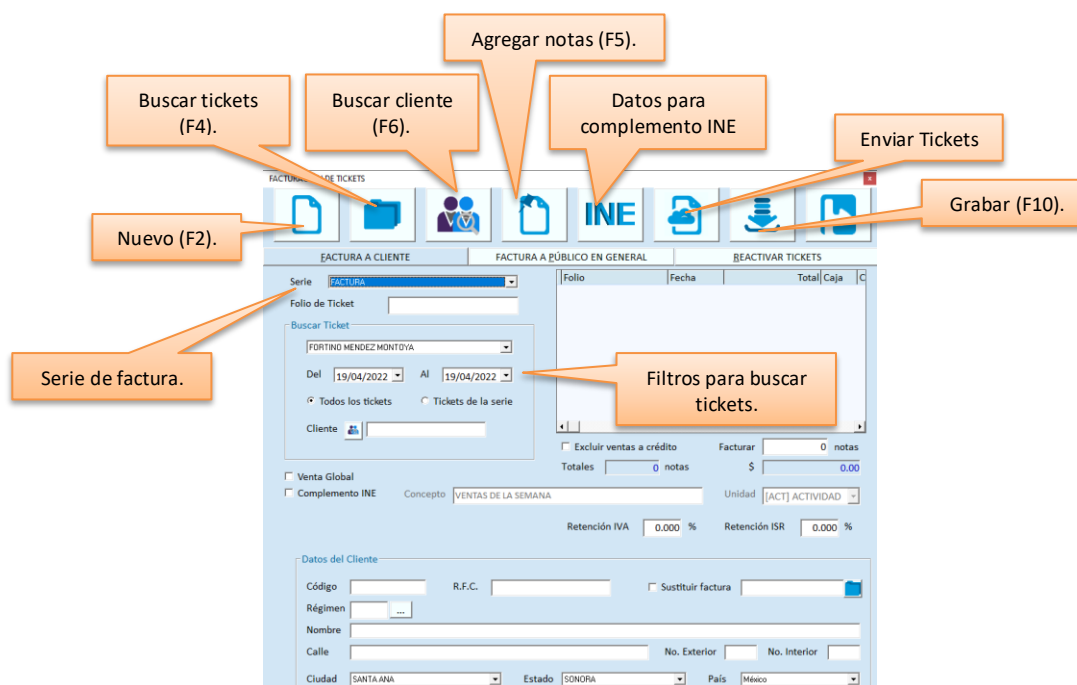 Agregar notas (F5).
Buscar tickets
(F4).
Buscar cliente
(F6).
Datos para
complemento INE
Enviar Tickets
Grabar (F10).
Nuevo (F2).
DE TICKETS
x
INE
FACTURA A CLIENTE
FACTURA A PÚBLICO EN GENERAL
REACTIVAR TICKETS
Serie FACTURA
Folio Fecha Total Caja C
Folio de Ticket
Buscar Ticket
FORTINO MENDEZ MONTOYA
Serie de factura.
Del 19/04/2022 Al 19/04/2022
Filtros para buscar
tickets.
Todos los tickets Tickets de la serie
Cliente
Excluir ventas a crédito Facturar 0 notas
Totales 0 notas $ 0.00
Venta Global
Complemento INE Concepto VENTAS DE LA SEMANA Unidad [ACT] ACTIVIDAD
Retención IVA 0.000 % Retención ISR 0.000 %
Datos del Cliente
Código R.F.C. Sustituir factura
Régimen ...
Nombre
Calle No. Exterior No. Interior
Ciudad SANTA ANA Estado SONORA País México